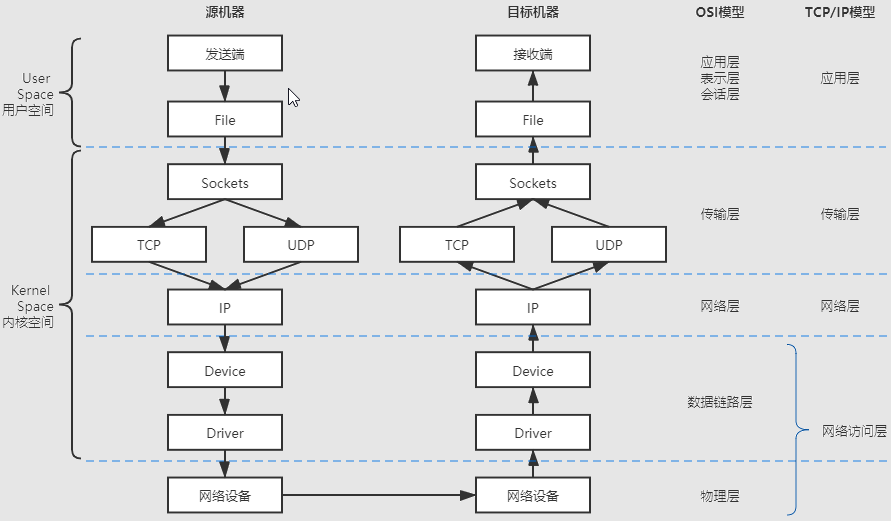 源机器 目标机器 OSI模型 TCP/IP模型
发送端 接收端
应用层
表示层
会话层
应用层
User
Space
用户空间
File File
Sockets Sockets
传输层 传输层
TCP UDP TCP UDP
Kernel
Space
内核空间
IP IP 网络层 网络层
Device Device
数据链路层
Driver Driver 网络访问层
网络设备 网络设备 物理层